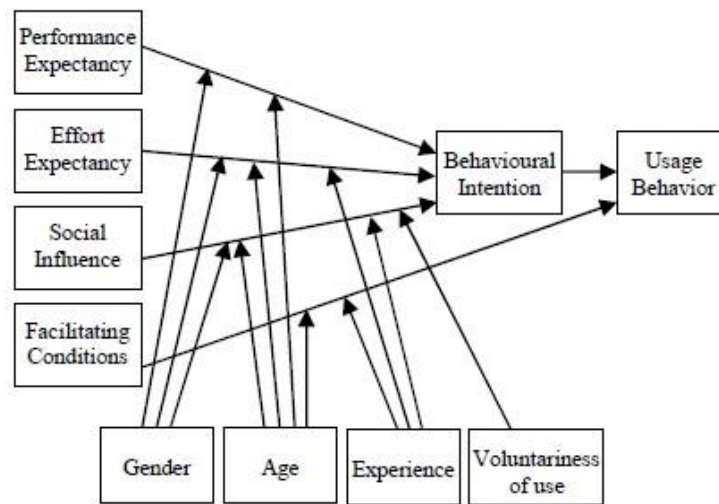 Performance
Expectancy
Effort
Expectancy
Social
Influence
Facilitating
Conditions
Behavioural
Intention
Usage
Behavior
Gender
Age
Experience
Voluntariness
of use